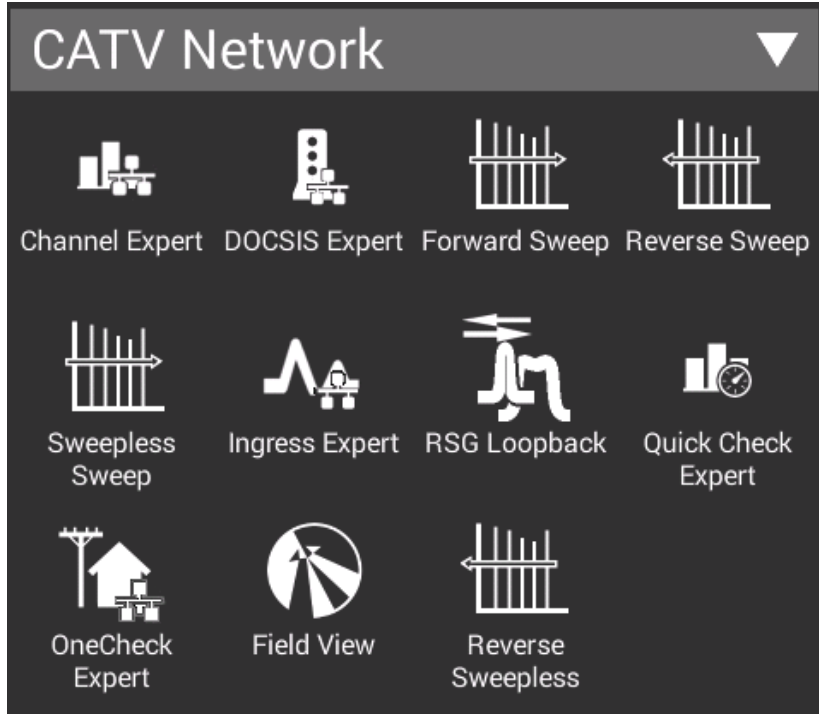 CATV Network
Channel Expert
DOCSIS Expert
Forward Sweep
Reverse Sweep
Sweepless
Sweep
Ingress Expert
RSG Loopback
Quick Check
Expert
OneCheck
Expert
Field View
Reverse
Sweepless